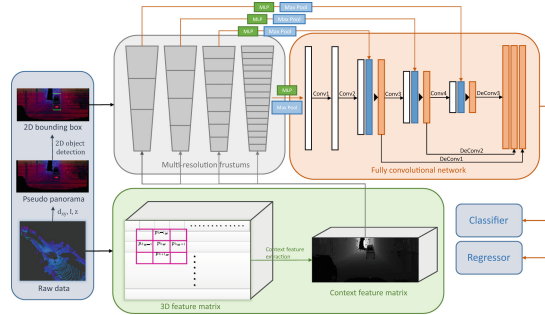 MLP
Max Pool
MLP
Max Pool
MLP
Max Pool
MLP
Max Pool
Conv1
Conv2
Conv3
Conv4
DeConv3
DeConv2
DeConv1
Multi-resolution frustums
Fully convolutional network
2D bounding box
2D object
detection
Pseudo panorama
Raw data
Context feature
extraction
3D feature matrix
Context feature matrix
Classifier
Regressor